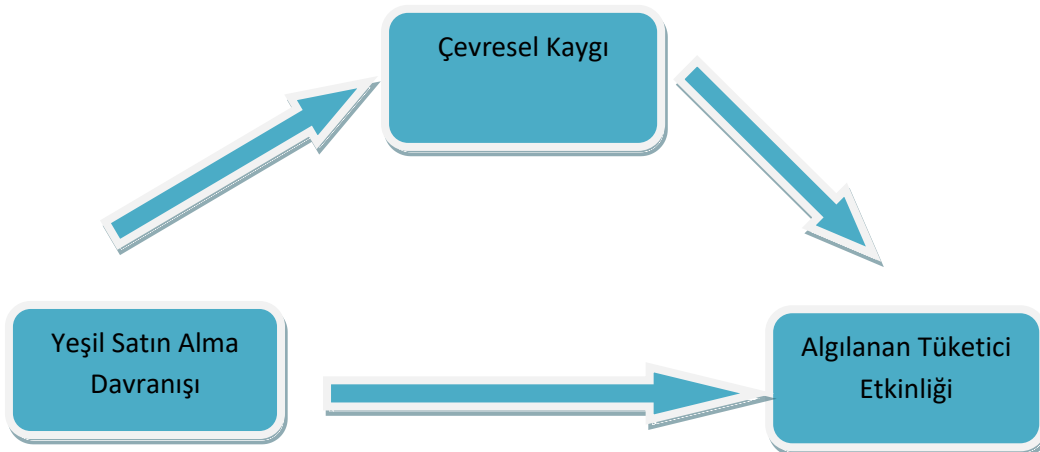 Çevresel Kaygı
Yeşil Satın Alma
Davranışı
Algılanan Tüketici
Etkinliği